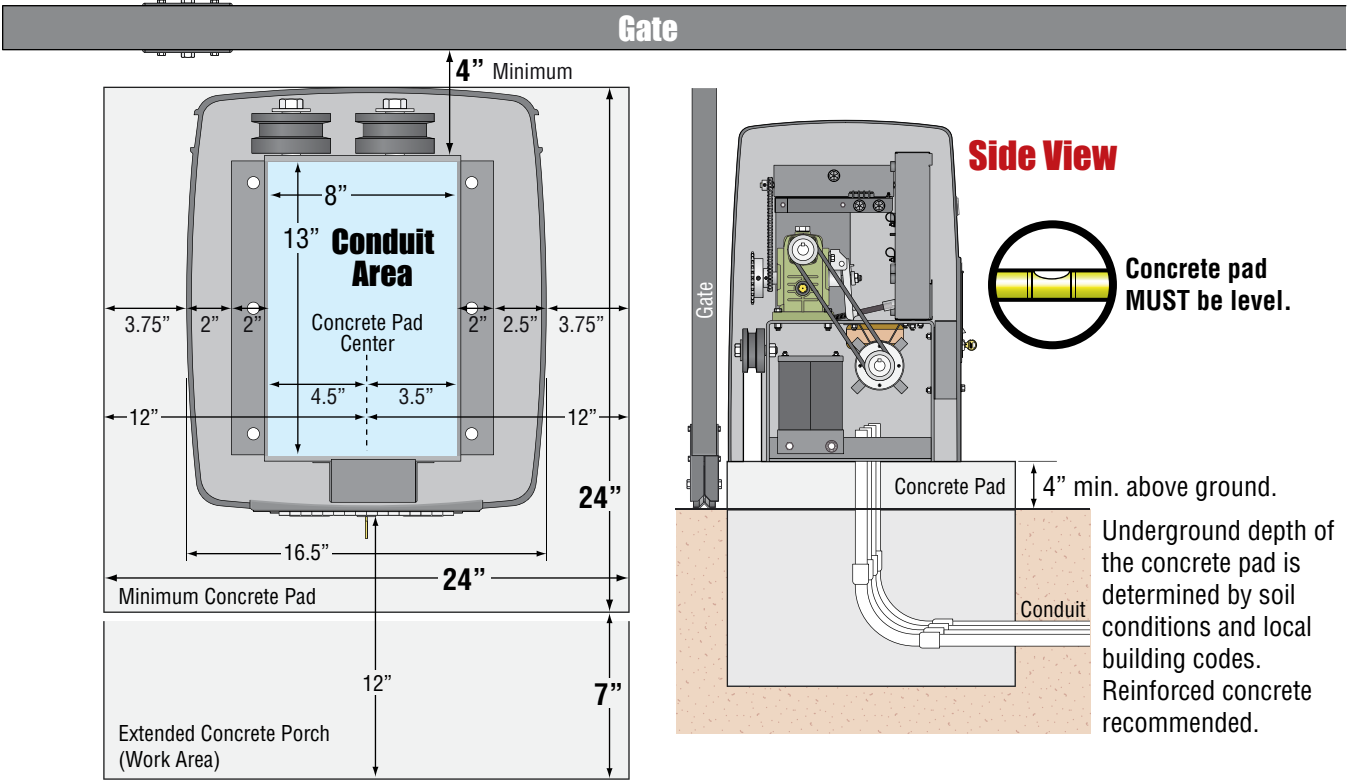 Gate
4” Minimum
8”
13”
Conduit
Area
3.75”
2”
2”
Concrete Pad
Center
2”
2.5”
3.75”
4.5”
3.5”
12”
12”
24”
16.5”
24”
Minimum Concrete Pad
12”
7”
Extended Concrete Porch
(Work Area)
Side View
Gate
Concrete pad
MUST be level.
Concrete Pad
4” min. above ground.
Underground depth of
the concrete pad is
determined by soil
conditions and local
building codes.
Reinforced concrete
recommended.
Conduit